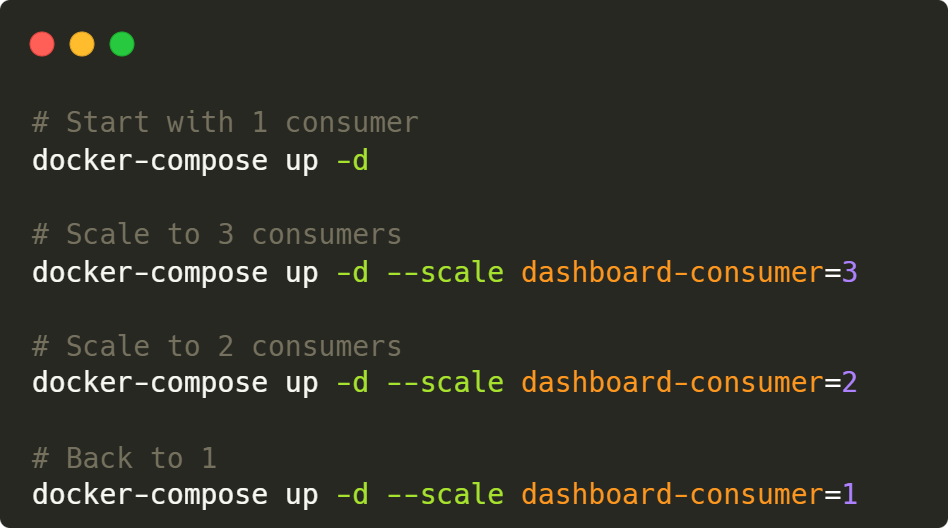 # Start with 1 consumer
docker-compose up -d
# Scale to 3 consumers
docker-compose up -d --scale dashboard-consumer=3
# Scale to 2 consumers
docker-compose up -d --scale dashboard-consumer=2
# Back to 1
docker-compose up -d --scale dashboard-consumer=1